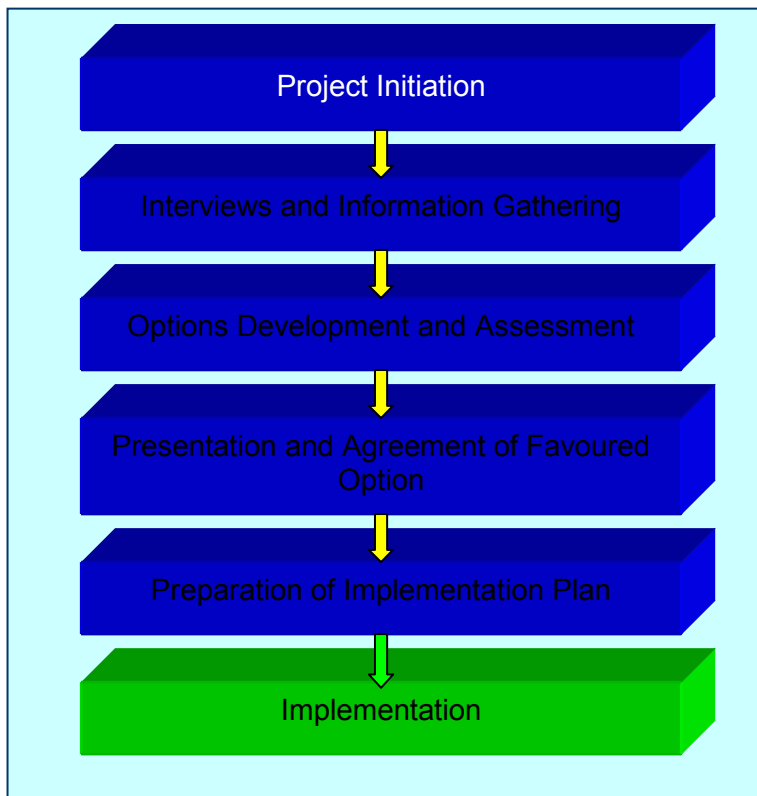 Project Initiation
Interviews and Information Gathering
Options Development and Assessment
Presentation and Agreement of Favoured
Option
Preparation of Implementation Plan
Implementation